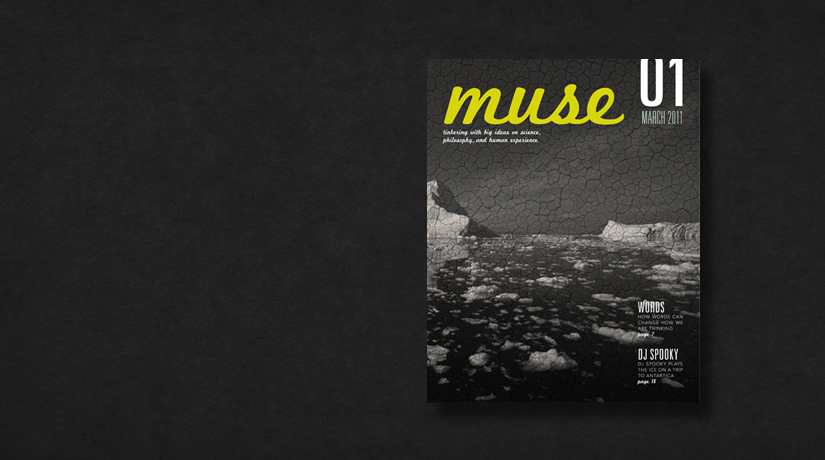 muse
01
MARCH 2011
tinkering with big ideas on science,
philosophy, and human experience.
WORDS
HOW WORDS CAN
CHANGE HOW WE
ARE THINKING
page 7
DJ SPOOKY
DJ SPOOKY PLAYS
THE ICE ON A TRIP
TO ANTARTICA
page 18